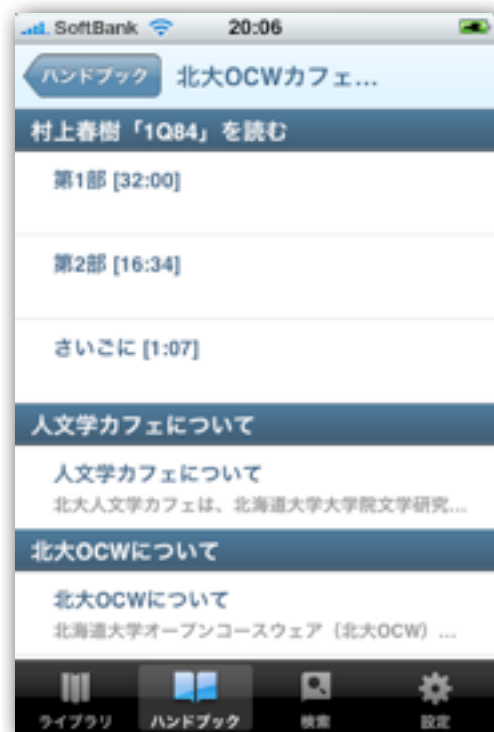 SoftBank 20:06
ハンドブック 北大OCWカフェ...
村上春樹「1Q84」を読む
第1部 [32:00]
第2部 [16:34]
さいごに [1:07]
人文学カフェについて
人文学カフェについて
北大人文学カフェは、北海道大学大学院文学研究...
北大OCWについて
北大OCWについて
北海道大学オープンコースウェア（北大OCW）...
ライブラリ ハンドブック 検索 設定